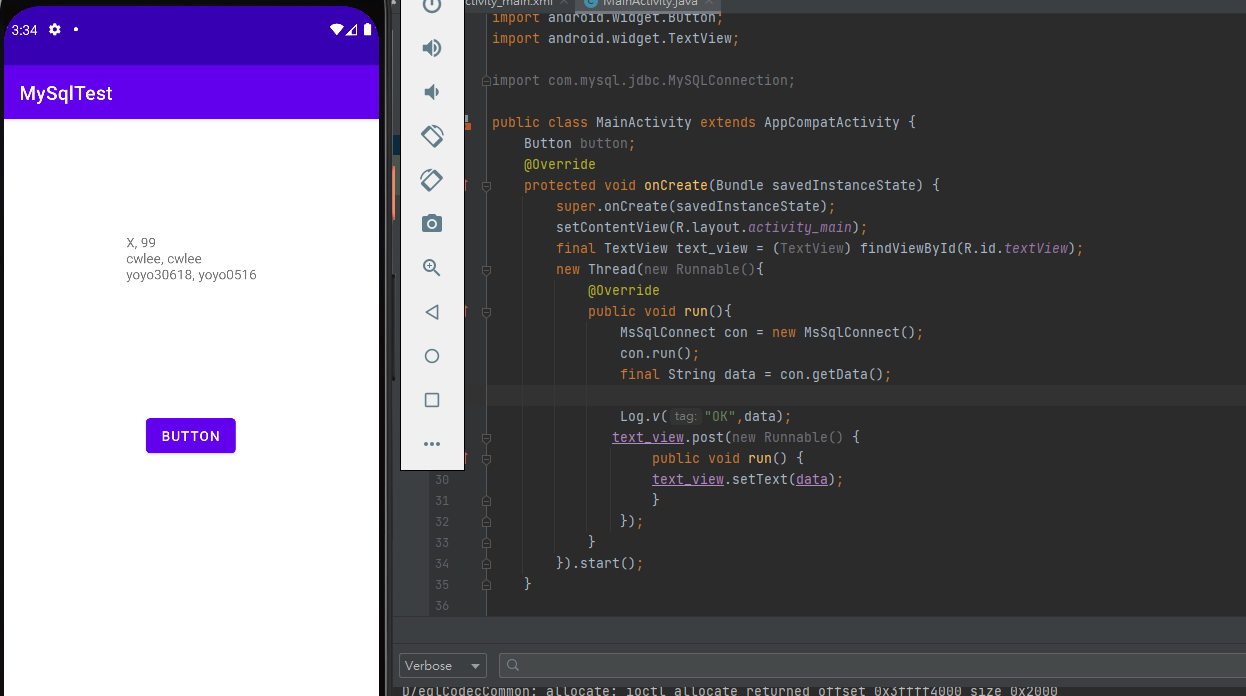 3:34
MySqlTest
X, 99
cwlee, cwlee
yoyo30618, yoyo0516
BUTTON
ctivity_main.xml
MainActivity.java
import android.widget.Button;
import android.widget.TextView;
import com.mysql.jdbc.MySQLConnection;
public class MainActivity extends AppCompatActivity {
Button button;
@Override
protected void onCreate(Bundle savedInstanceState) {
super.onCreate(savedInstanceState);
setContentView(R.layout.activity_main);
final TextView text_view = (TextView) findViewById(R.id.textView);
new Thread(new Runnable(){
@Override
public void run(){
MsSqlConnect con = new MsSqlConnect();
con.run();
final String data = con.getData();
Log.v( tag: "OK",data);
text_view.post(new Runnable() {
public void run() {
30 text_view.setText(data);
31 }
32 });
33 }
34 }).start();
35 }
36
Verbose
D/eglCodecCommon: allocate: ioctl allocate returned offset 0x3ffff4000 size 0x2000